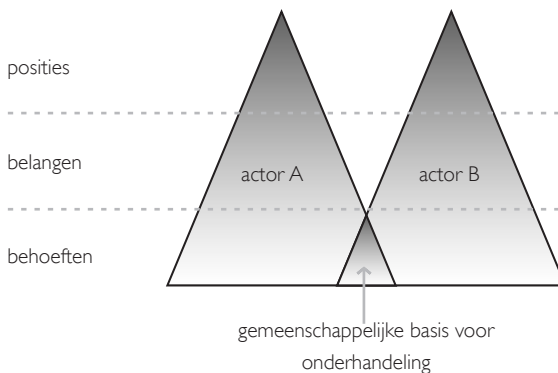 posities
belangen
actor A
actor B
behoeften
gemeenschappelijke basis voor
onderhandeling